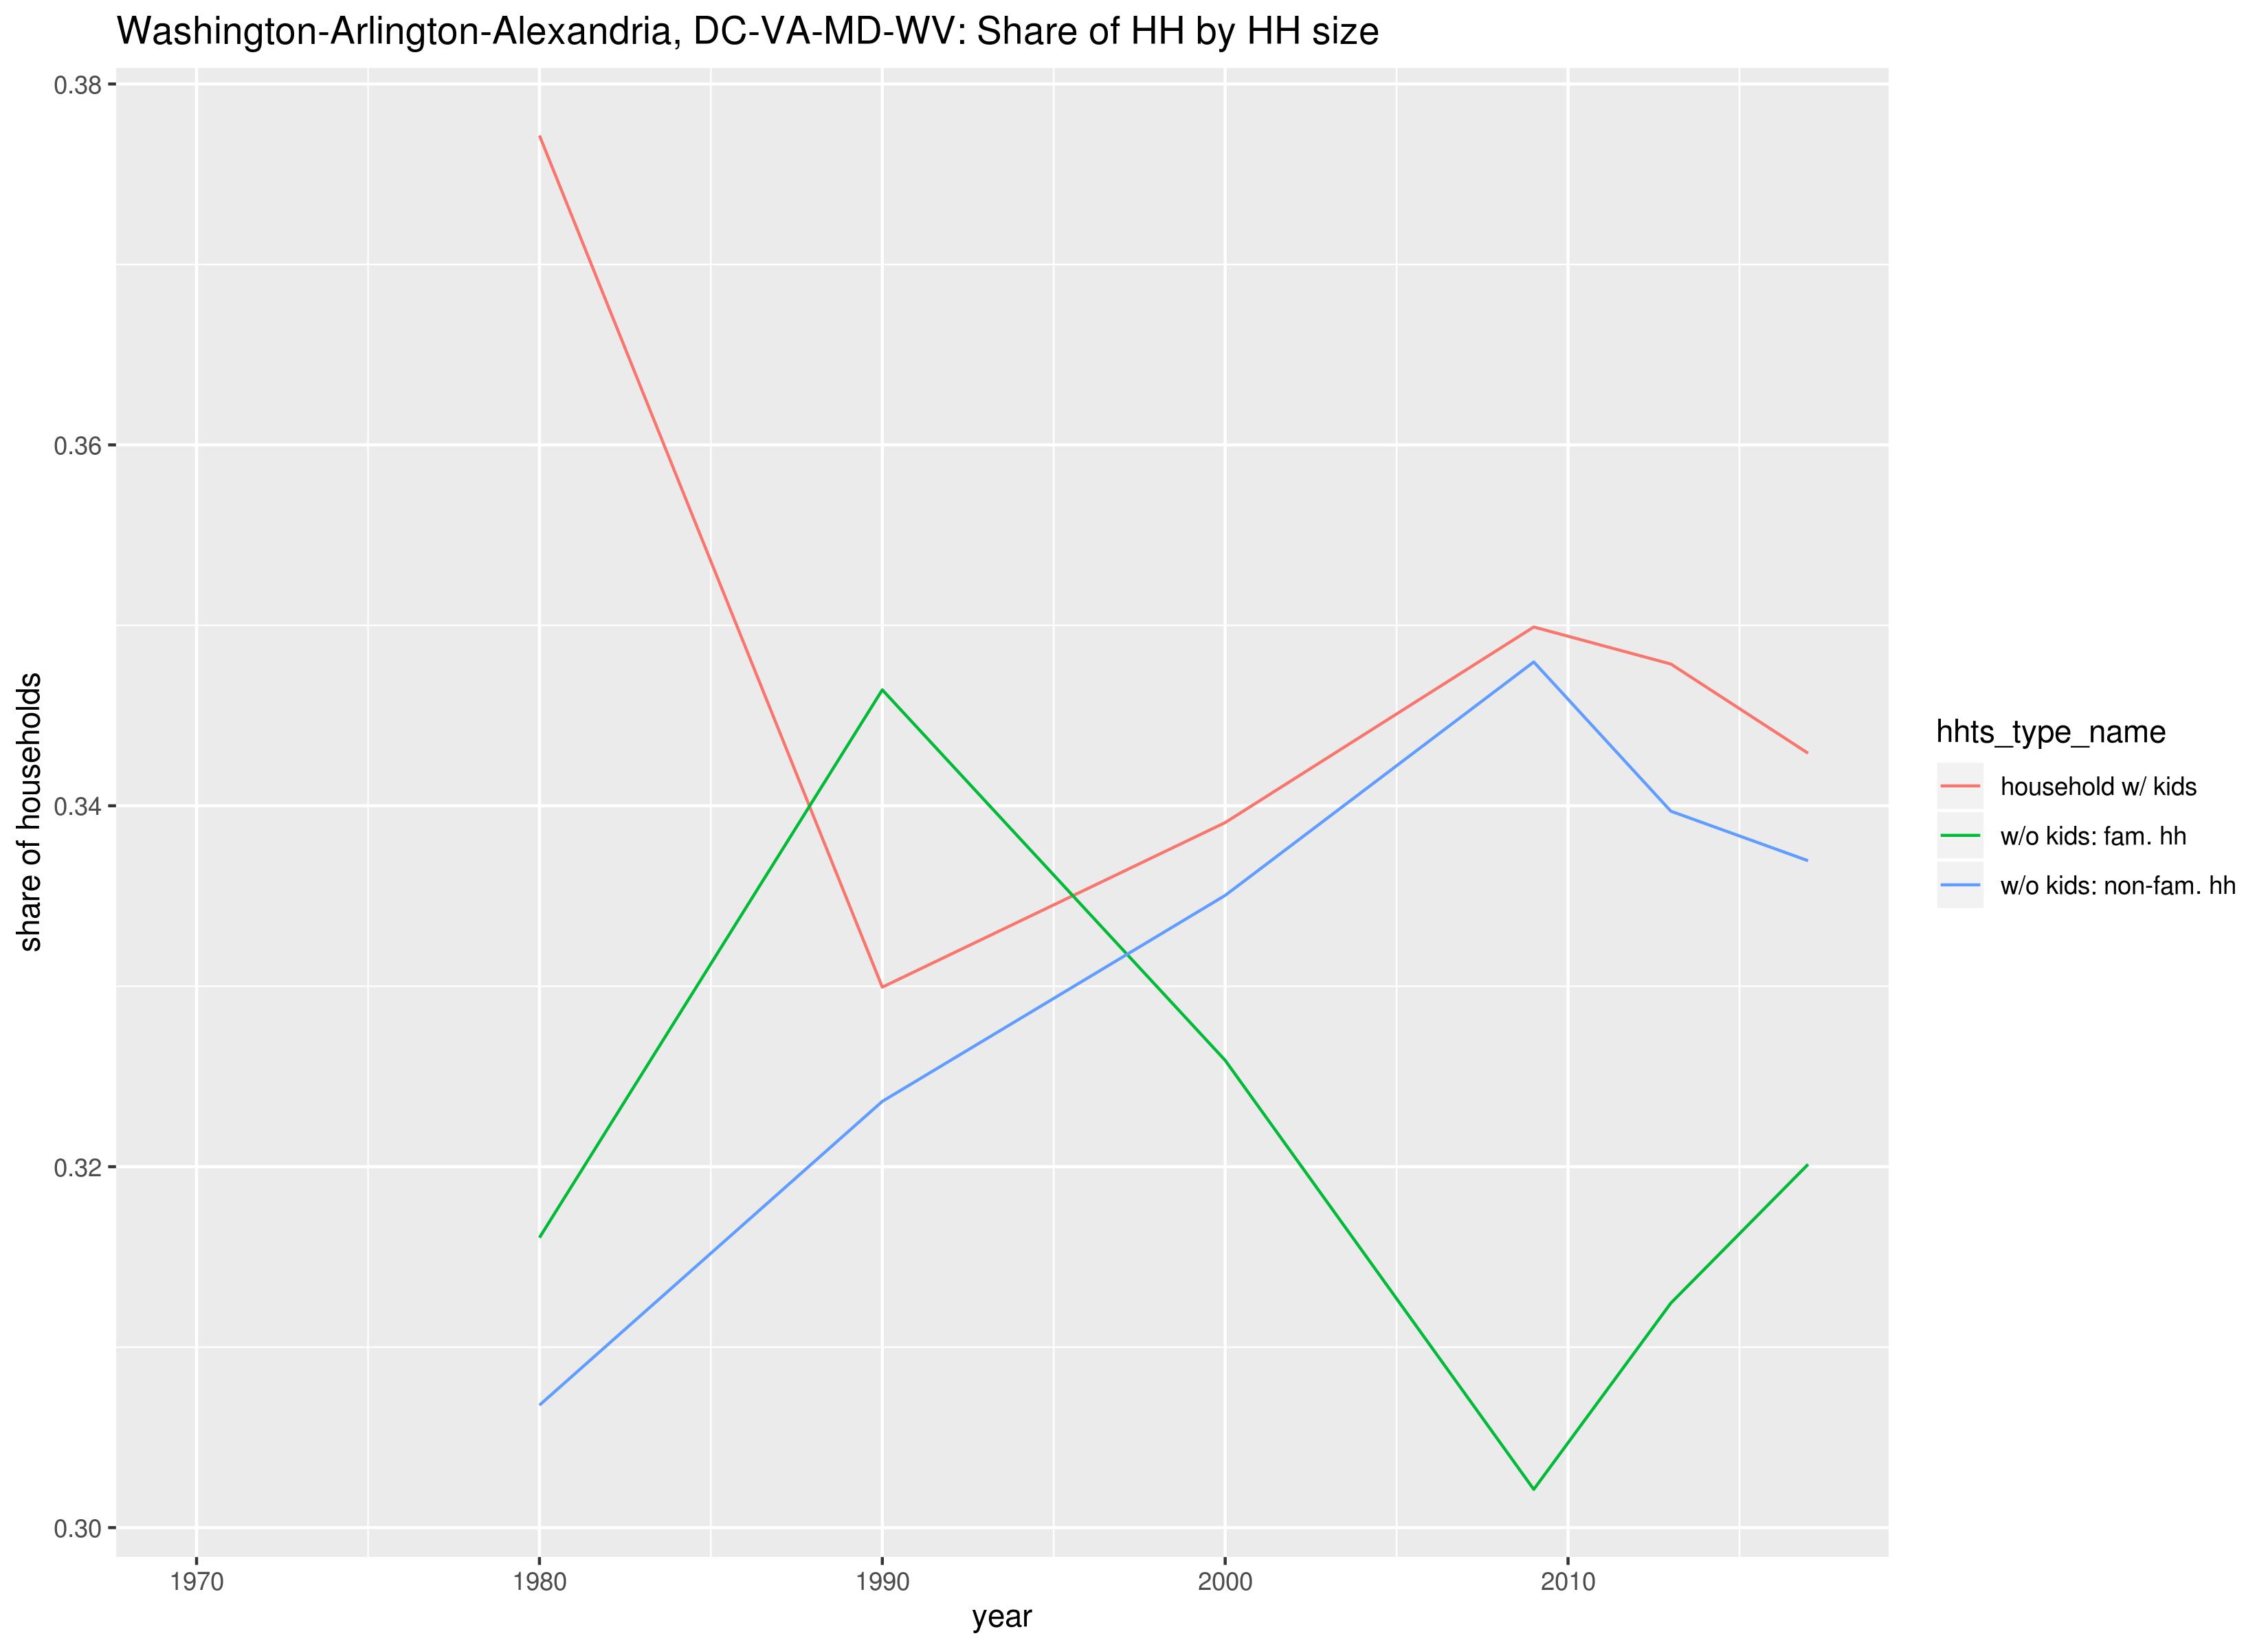 Washington-Arlington-Alexandria, DC-VA-MD-WV: Share of HH by HH size
0.38
0.36
0.34
0.32
0.30
share of households
1970 1980 1990 2000 2010
year
hhts_type_name
household w/ kids
w/o kids: fam. hh
w/o kids: non-fam. hh